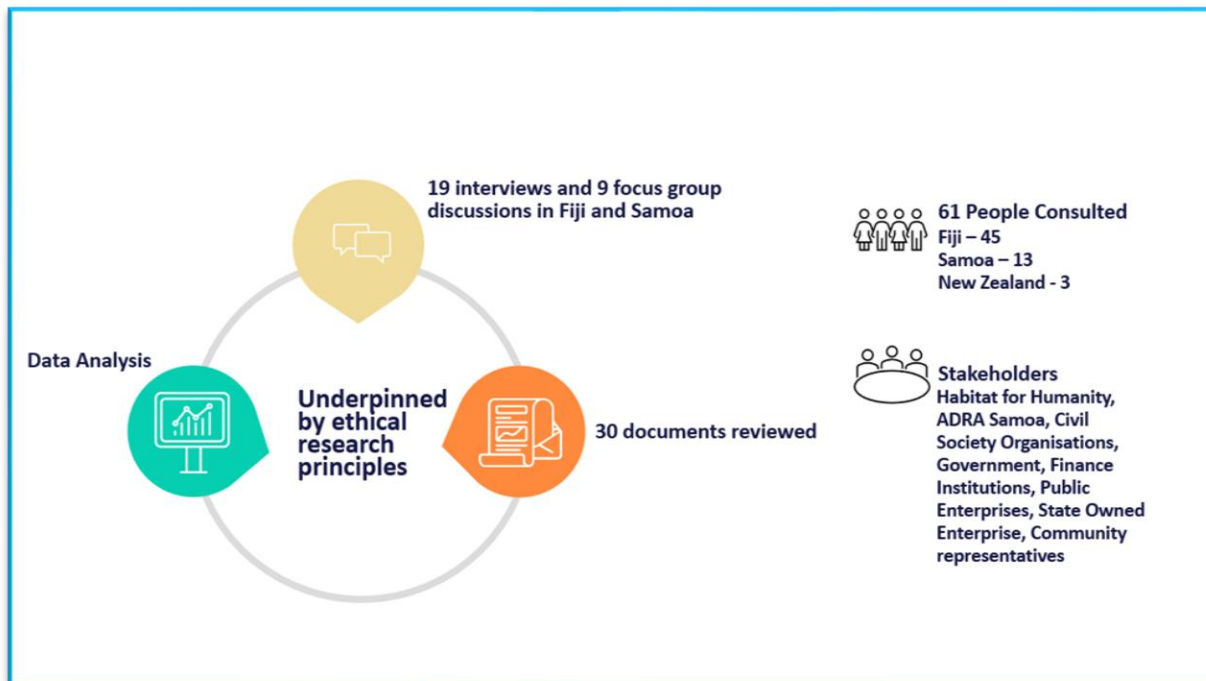 19 interviews and 9 focus group
discussions in Fiji and Samoa
Data Analysis
Underpinned
by ethical
research
principles
30 documents reviewed
61 People Consulted
Fiji – 45
Samoa – 13
New Zealand - 3
Stakeholders
Habitat for Humanity,
ADRA Samoa, Civil
Society Organisations,
Government, Finance
Institutions, Public
Enterprises, State Owned
Enterprise, Community
representatives